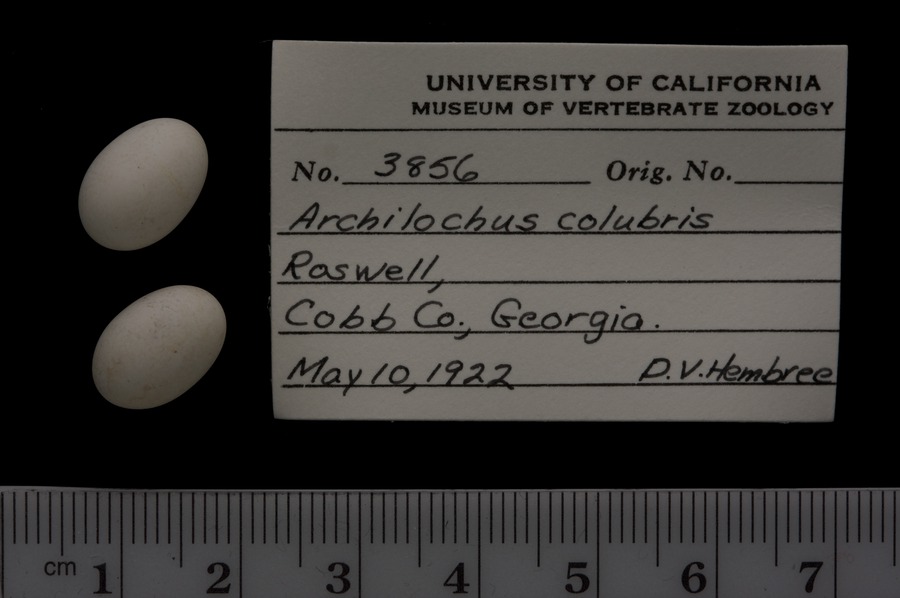 UNIVERSITY OF CALIFORNIA
MUSEUM OF VERTEBRATE ZOOLOGY
No. 3856 Orig. No.
Archilochus colubris
Roswell,
Cobb Co., Georgia.
May 10, 1922 D.V. Hembree
cm 1 2 3 4 5 6 7